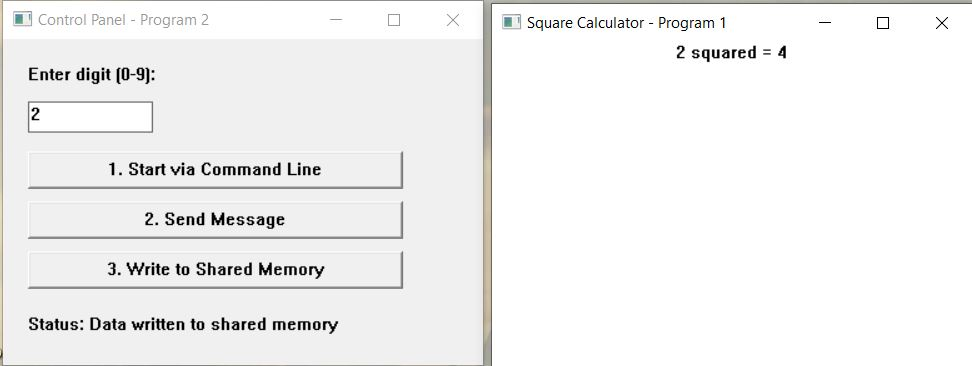 Control Panel - Program 2
Enter digit (0-9):
2
1. Start via Command Line
2. Send Message
3. Write to Shared Memory
Status: Data written to shared memory
Square Calculator - Program 1
2 squared = 4